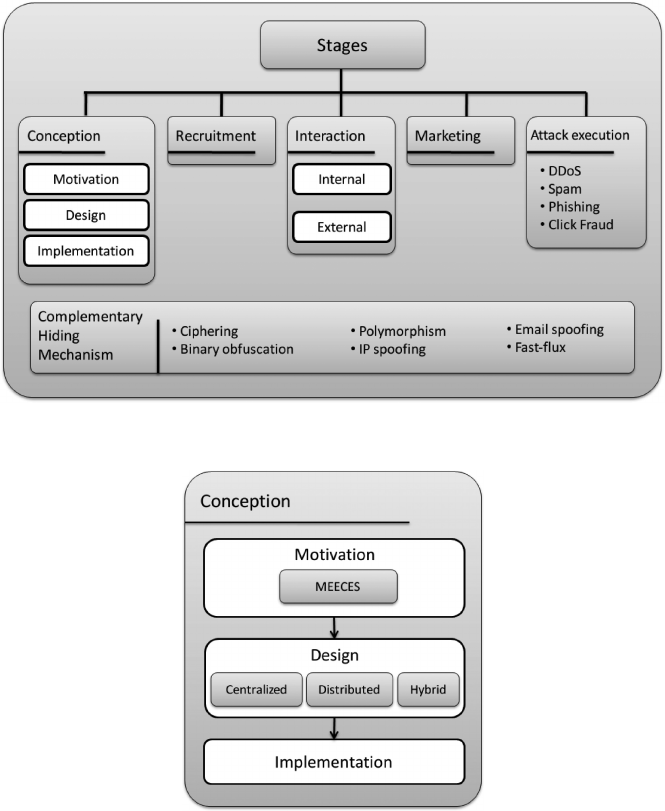 Stages
Conception
Motivation
Design
Implementation
Recruitment
Interaction
Internal
External
Marketing
Attack execution
• DDoS
• Spam
• Phishing
• Click Fraud
Complementary
Hiding
Mechanism
• Ciphering
• Binary obfuscation
• Polymorphism
• IP spoofing
• Email spoofing
• Fast-flux
Conception
Motivation
MEECES
Design
Centralized
Distributed
Hybrid
Implementation